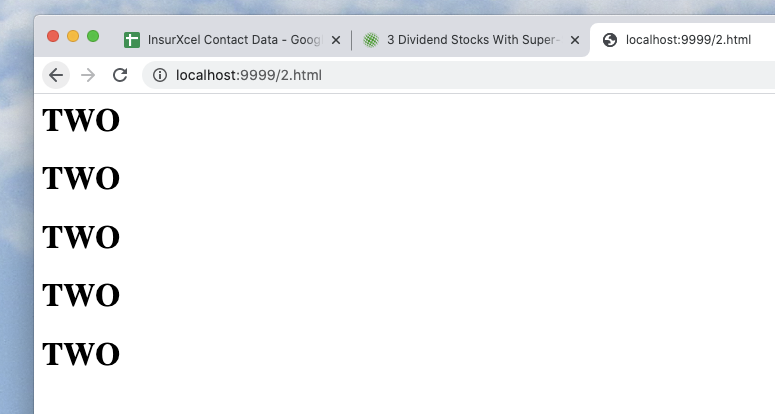 InsurXcel Contact Data - Goog
3 Dividend Stocks With Super-
localhost:9999/2.html
localhost:9999/2.html
TWO
TWO
TWO
TWO
TWO